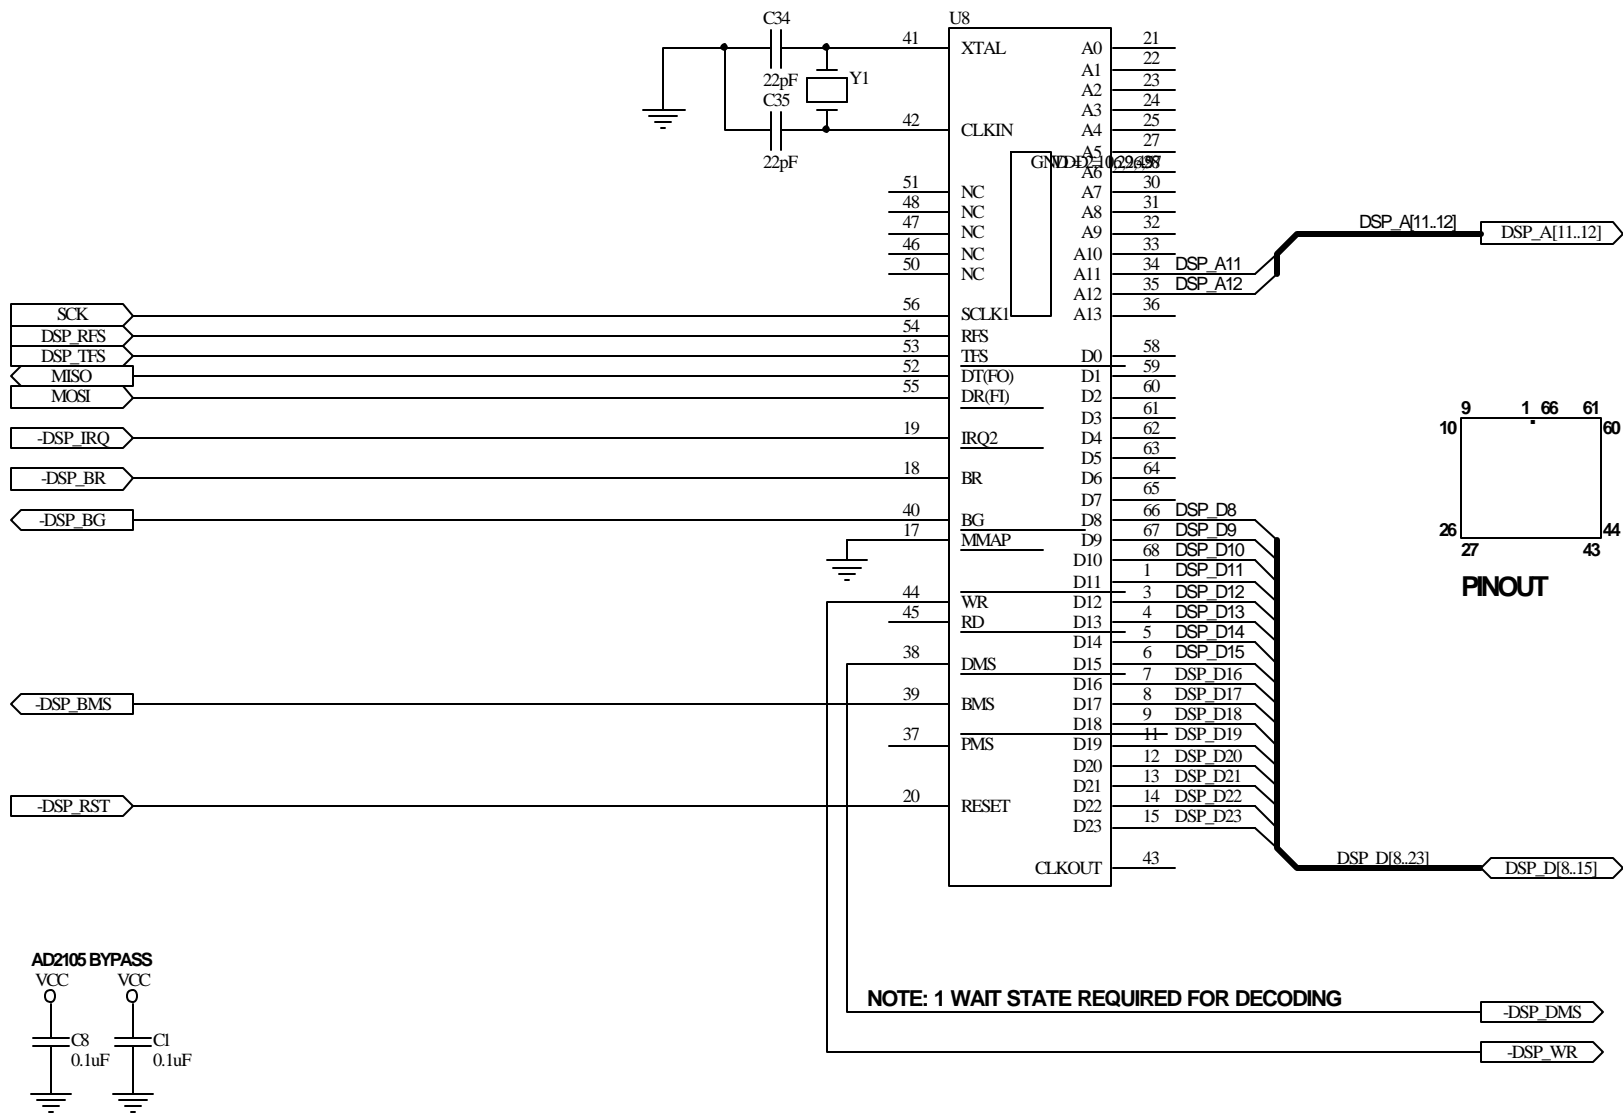 C34
22pF
C35
22pF
Y1
U8
41 XTAL
42 CLKIN
51 NC
48 NC
47 NC
46 NC
50 NC
SCK 56 SCLK1
DSP_RFS 54 RFS
DSP_TFS 53 TFS
MISO 52 DT(FO)
MOSI 55 DR(FI)
-DSP_IRQ 19 IRQ2
-DSP_BR 18 BR
-DSP_BG 40 BG
17 MMAP
44 WR
45 RD
38 DMS
-DSP_BMS 39 BMS
37 PMS
-DSP_RST 20 RESET
A0 21
A1 22
A2 23
A3 24
A4 25
A5 27
A6
A7 30
A8 31
A9 32
A10 33
A11 34 DSP_A11
A12 35 DSP_A12
A13 36
DSP_A[11..12] DSP_A[11..12]
D0 58
D1 59
D2 60
D3 61
D4 62
D5 63
D6 64
D7 65
D8 66 DSP_D8
D9 67 DSP_D9
D10 68 DSP_D10
D11 1 DSP_D11
D12 3 DSP_D12
D13 4 DSP_D13
D14 5 DSP_D14
D15 6 DSP_D15
D16 7 DSP_D16
D17 8 DSP_D17
D18 9 DSP_D18
D19 11 DSP_D19
D20 12 DSP_D20
D21 13 DSP_D21
D22 14 DSP_D22
D23 15 DSP_D23
CLKOUT 43
DSP_D[8..23] DSP_D[8..15]
9 1 66 61
10 60
26 44
27 43
PINOUT
AD2105 BYPASS
VCC VCC
C8 C1
0.1uF 0.1uF
NOTE: 1 WAIT STATE REQUIRED FOR DECODING
-DSP_DMS
-DSP_WR